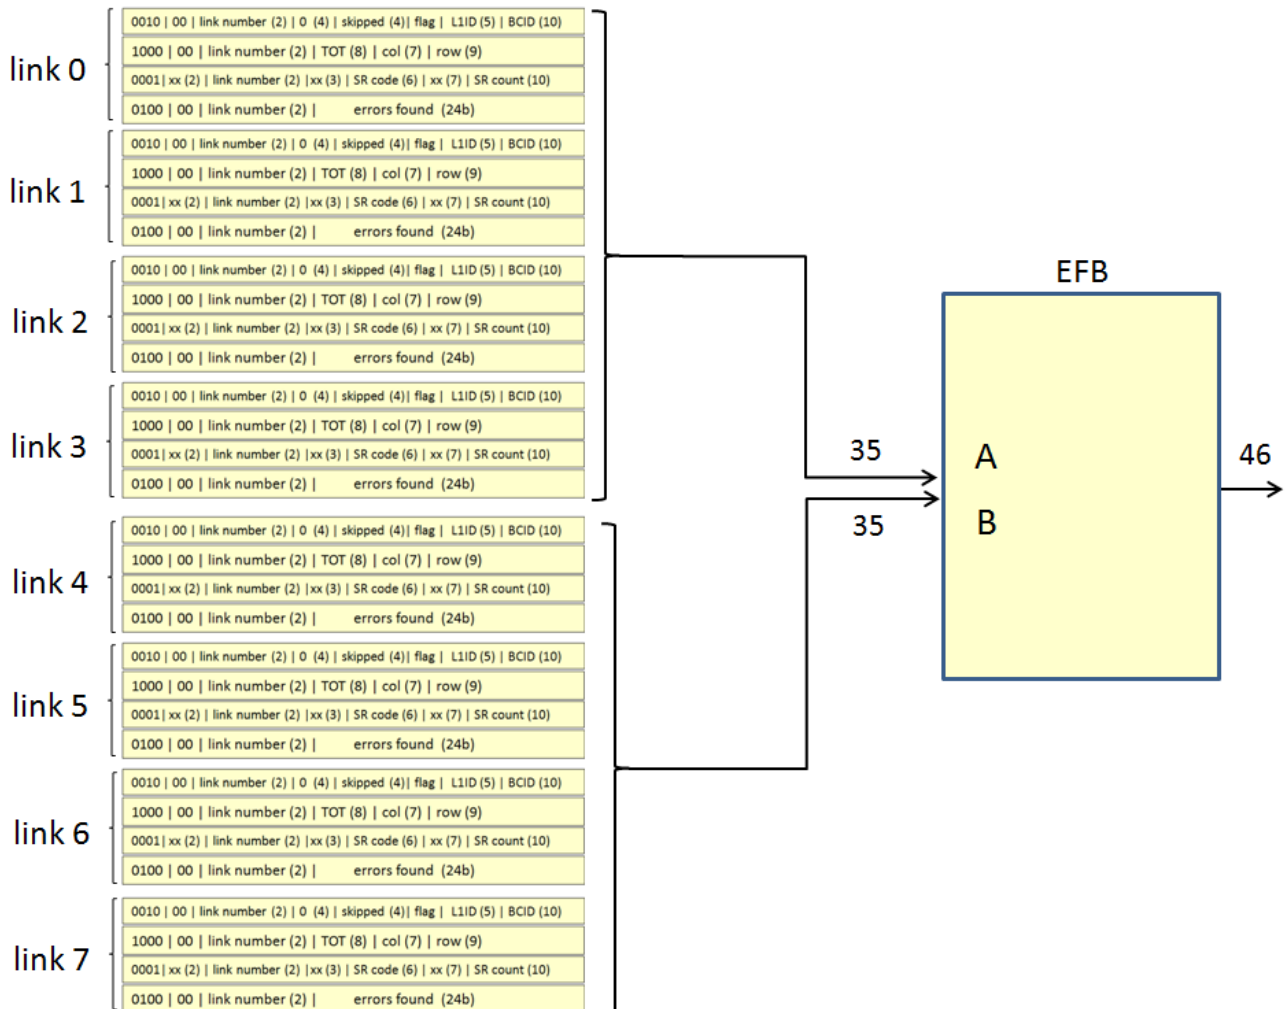 link 0
0010 | 00 | link number (2) | 0 (4) | skipped (4)| flag | L1ID (5) | BCID (10)
1000 | 00 | link number (2) | TOT (8) | col (7) | row (9)
0001| xx (2) | link number (2) |xx (3) | SR code (6) | xx (7) | SR count (10)
0100 | 00 | link number (2) | errors found (24b)
link 1
0010 | 00 | link number (2) | 0 (4) | skipped (4)| flag | L1ID (5) | BCID (10)
1000 | 00 | link number (2) | TOT (8) | col (7) | row (9)
0001| xx (2) | link number (2) |xx (3) | SR code (6) | xx (7) | SR count (10)
0100 | 00 | link number (2) | errors found (24b)
link 2
0010 | 00 | link number (2) | 0 (4) | skipped (4)| flag | L1ID (5) | BCID (10)
1000 | 00 | link number (2) | TOT (8) | col (7) | row (9)
0001| xx (2) | link number (2) |xx (3) | SR code (6) | xx (7) | SR count (10)
0100 | 00 | link number (2) | errors found (24b)
link 3
0010 | 00 | link number (2) | 0 (4) | skipped (4)| flag | L1ID (5) | BCID (10)
1000 | 00 | link number (2) | TOT (8) | col (7) | row (9)
0001| xx (2) | link number (2) |xx (3) | SR code (6) | xx (7) | SR count (10)
0100 | 00 | link number (2) | errors found (24b)
link 4
0010 | 00 | link number (2) | 0 (4) | skipped (4)| flag | L1ID (5) | BCID (10)
1000 | 00 | link number (2) | TOT (8) | col (7) | row (9)
0001| xx (2) | link number (2) |xx (3) | SR code (6) | xx (7) | SR count (10)
0100 | 00 | link number (2) | errors found (24b)
link 5
0010 | 00 | link number (2) | 0 (4) | skipped (4)| flag | L1ID (5) | BCID (10)
1000 | 00 | link number (2) | TOT (8) | col (7) | row (9)
0001| xx (2) | link number (2) |xx (3) | SR code (6) | xx (7) | SR count (10)
0100 | 00 | link number (2) | errors found (24b)
link 6
0010 | 00 | link number (2) | 0 (4) | skipped (4)| flag | L1ID (5) | BCID (10)
1000 | 00 | link number (2) | TOT (8) | col (7) | row (9)
0001| xx (2) | link number (2) |xx (3) | SR code (6) | xx (7) | SR count (10)
0100 | 00 | link number (2) | errors found (24b)
link 7
0010 | 00 | link number (2) | 0 (4) | skipped (4)| flag | L1ID (5) | BCID (10)
1000 | 00 | link number (2) | TOT (8) | col (7) | row (9)
0001| xx (2) | link number (2) |xx (3) | SR code (6) | xx (7) | SR count (10)
0100 | 00 | link number (2) | errors found (24b)
35
35
EFB
A
B
46